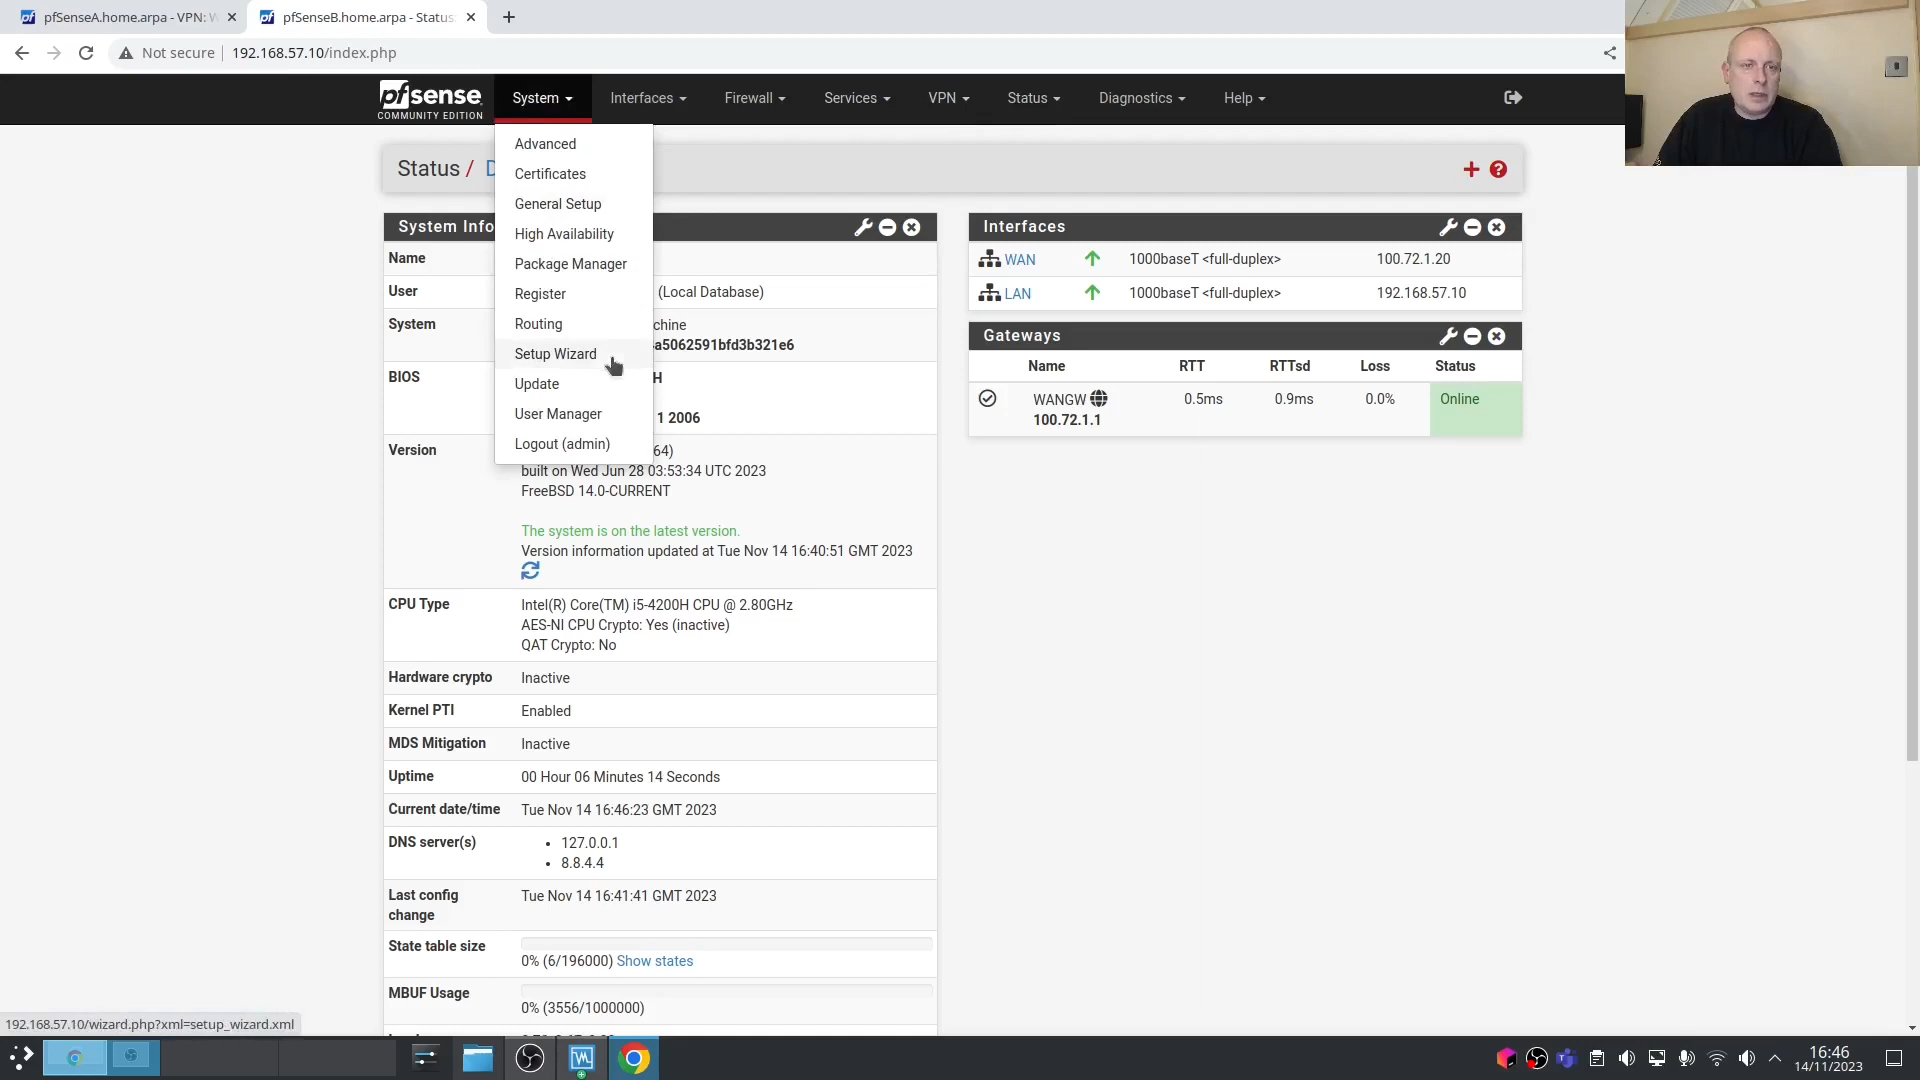 pfSenseA.home.arpa - VPN: W
pfSenseB.home.arpa - Status:
Not secure
192.168.57.10/index.php
pfsense
COMMUNITY EDITION
System
Interfaces
Firewall
Services
VPN
Status
Diagnostics
Help
Advanced
Certificates
General Setup
High Availability
Package Manager
Register
Routing
Setup Wizard
Update
User Manager
Logout (admin)
Status / D
System Info
Name
User
(Local Database)
System
chine
a5062591bfd3b321e6
BIOS
H
1 2006
Version
64)
built on Wed Jun 28 03:53:34 UTC 2023
FreeBSD 14.0-CURRENT
The system is on the latest version.
Version information updated at Tue Nov 14 16:40:51 GMT 2023
CPU Type
Intel(R) Core(TM) i5-4200H CPU @ 2.80GHz
AES-NI CPU Crypto: Yes (inactive)
QAT Crypto: No
Hardware crypto
Inactive
Kernel PTI
Enabled
MDS Mitigation
Inactive
Uptime
00 Hour 06 Minutes 14 Seconds
Current date/time
Tue Nov 14 16:46:23 GMT 2023
DNS server(s)
127.0.0.1
8.8.4.4
Last config
change
Tue Nov 14 16:41:41 GMT 2023
State table size
0% (6/196000) Show states
MBUF Usage
0% (3556/1000000)
Interfaces
WAN
1000baseT <full-duplex>
100.72.1.20
LAN
1000baseT <full-duplex>
192.168.57.10
Gateways
Name
RTT
RTTsd
Loss
Status
WANGW
100.72.1.1
0.5ms
0.9ms
0.0%
Online
192.168.57.10/wizard.php?xml=setup_wizard.xml
16:46
14/11/2023